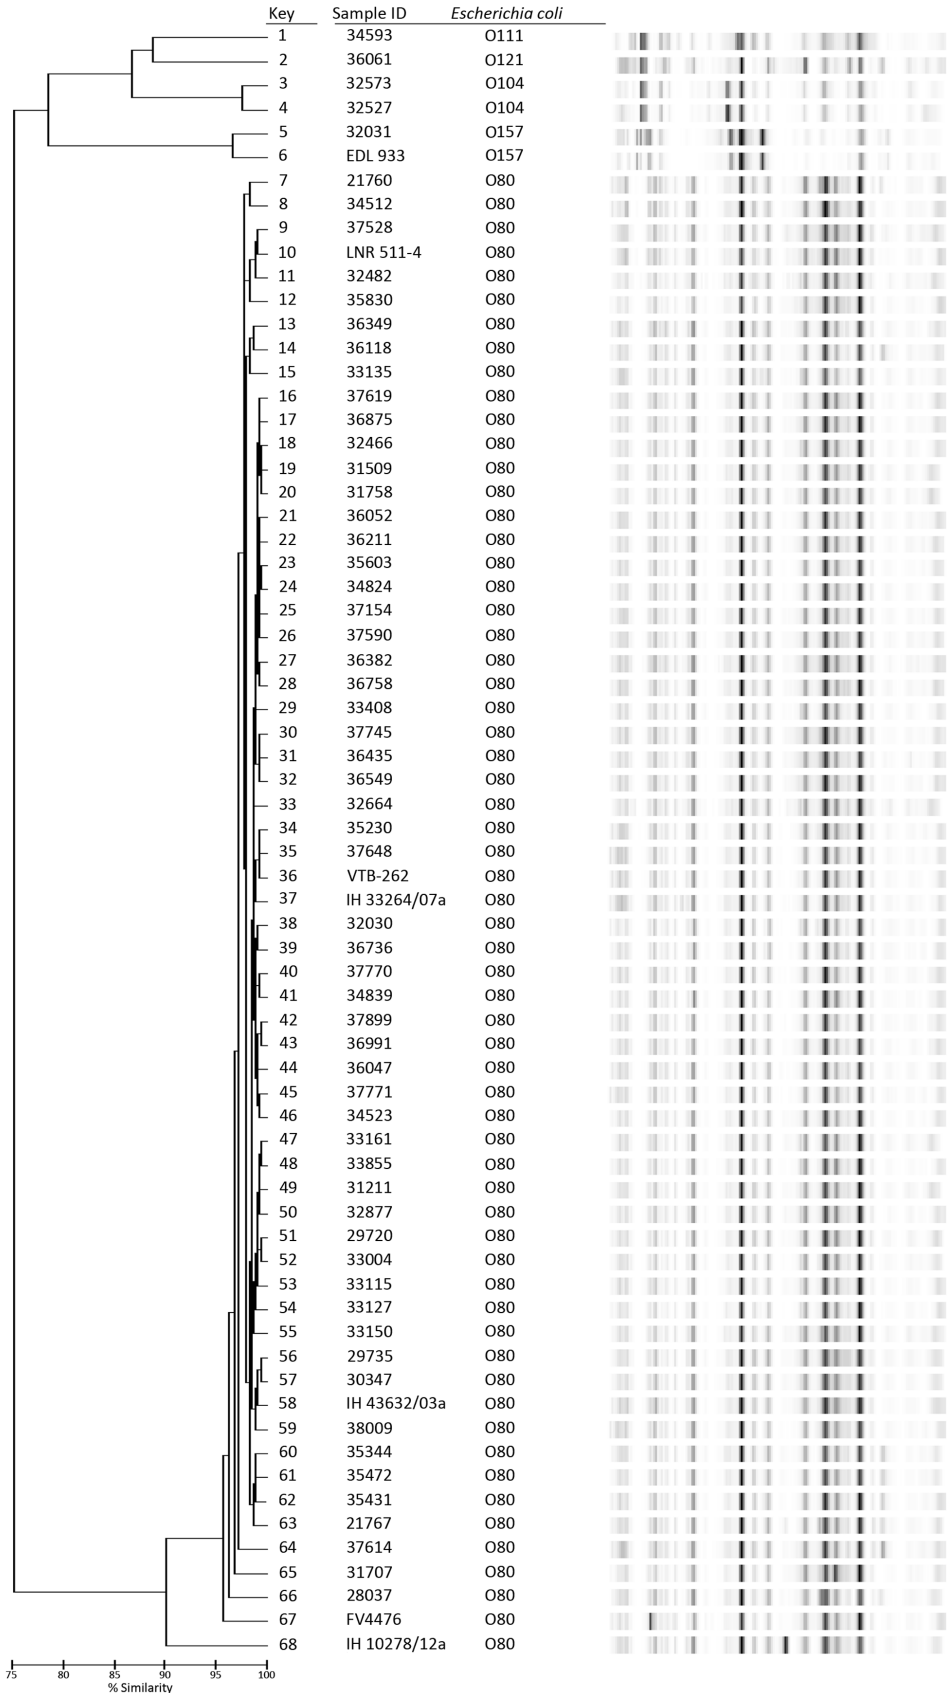 Key Sample ID Escherichia coli
1 34593 O111
2 36061 O121
3 32573 O104
4 32527 O104
5 32031 O157
6 EDL 933 O157
7 21760 O80
8 34512 O80
9 37528 O80
10 LNR 511-4 O80
11 32482 O80
12 35830 O80
13 36349 O80
14 36118 O80
15 33135 O80
16 37619 O80
17 36875 O80
18 32466 O80
19 31509 O80
20 31758 O80
21 36052 O80
22 36211 O80
23 35603 O80
24 34824 O80
25 37154 O80
26 37590 O80
27 36382 O80
28 36758 O80
29 33408 O80
30 37745 O80
31 36435 O80
32 36549 O80
33 32664 O80
34 35230 O80
35 37648 O80
36 VTB-262 O80
37 IH 33264/07a O80
38 32030 O80
39 36736 O80
40 37770 O80
41 34839 O80
42 37899 O80
43 36991 O80
44 36047 O80
45 37771 O80
46 34523 O80
47 33161 O80
48 33855 O80
49 31211 O80
50 32877 O80
51 29720 O80
52 33004 O80
53 33115 O80
54 33127 O80
55 33150 O80
56 29735 O80
57 30347 O80
58 IH 43632/03a O80
59 38009 O80
60 35344 O80
61 35472 O80
62 35431 O80
63 21767 O80
64 37614 O80
65 31707 O80
66 28037 O80
67 FV4476 O80
68 IH 10278/12a O80
75 80 85 90 95 100
% Similarity